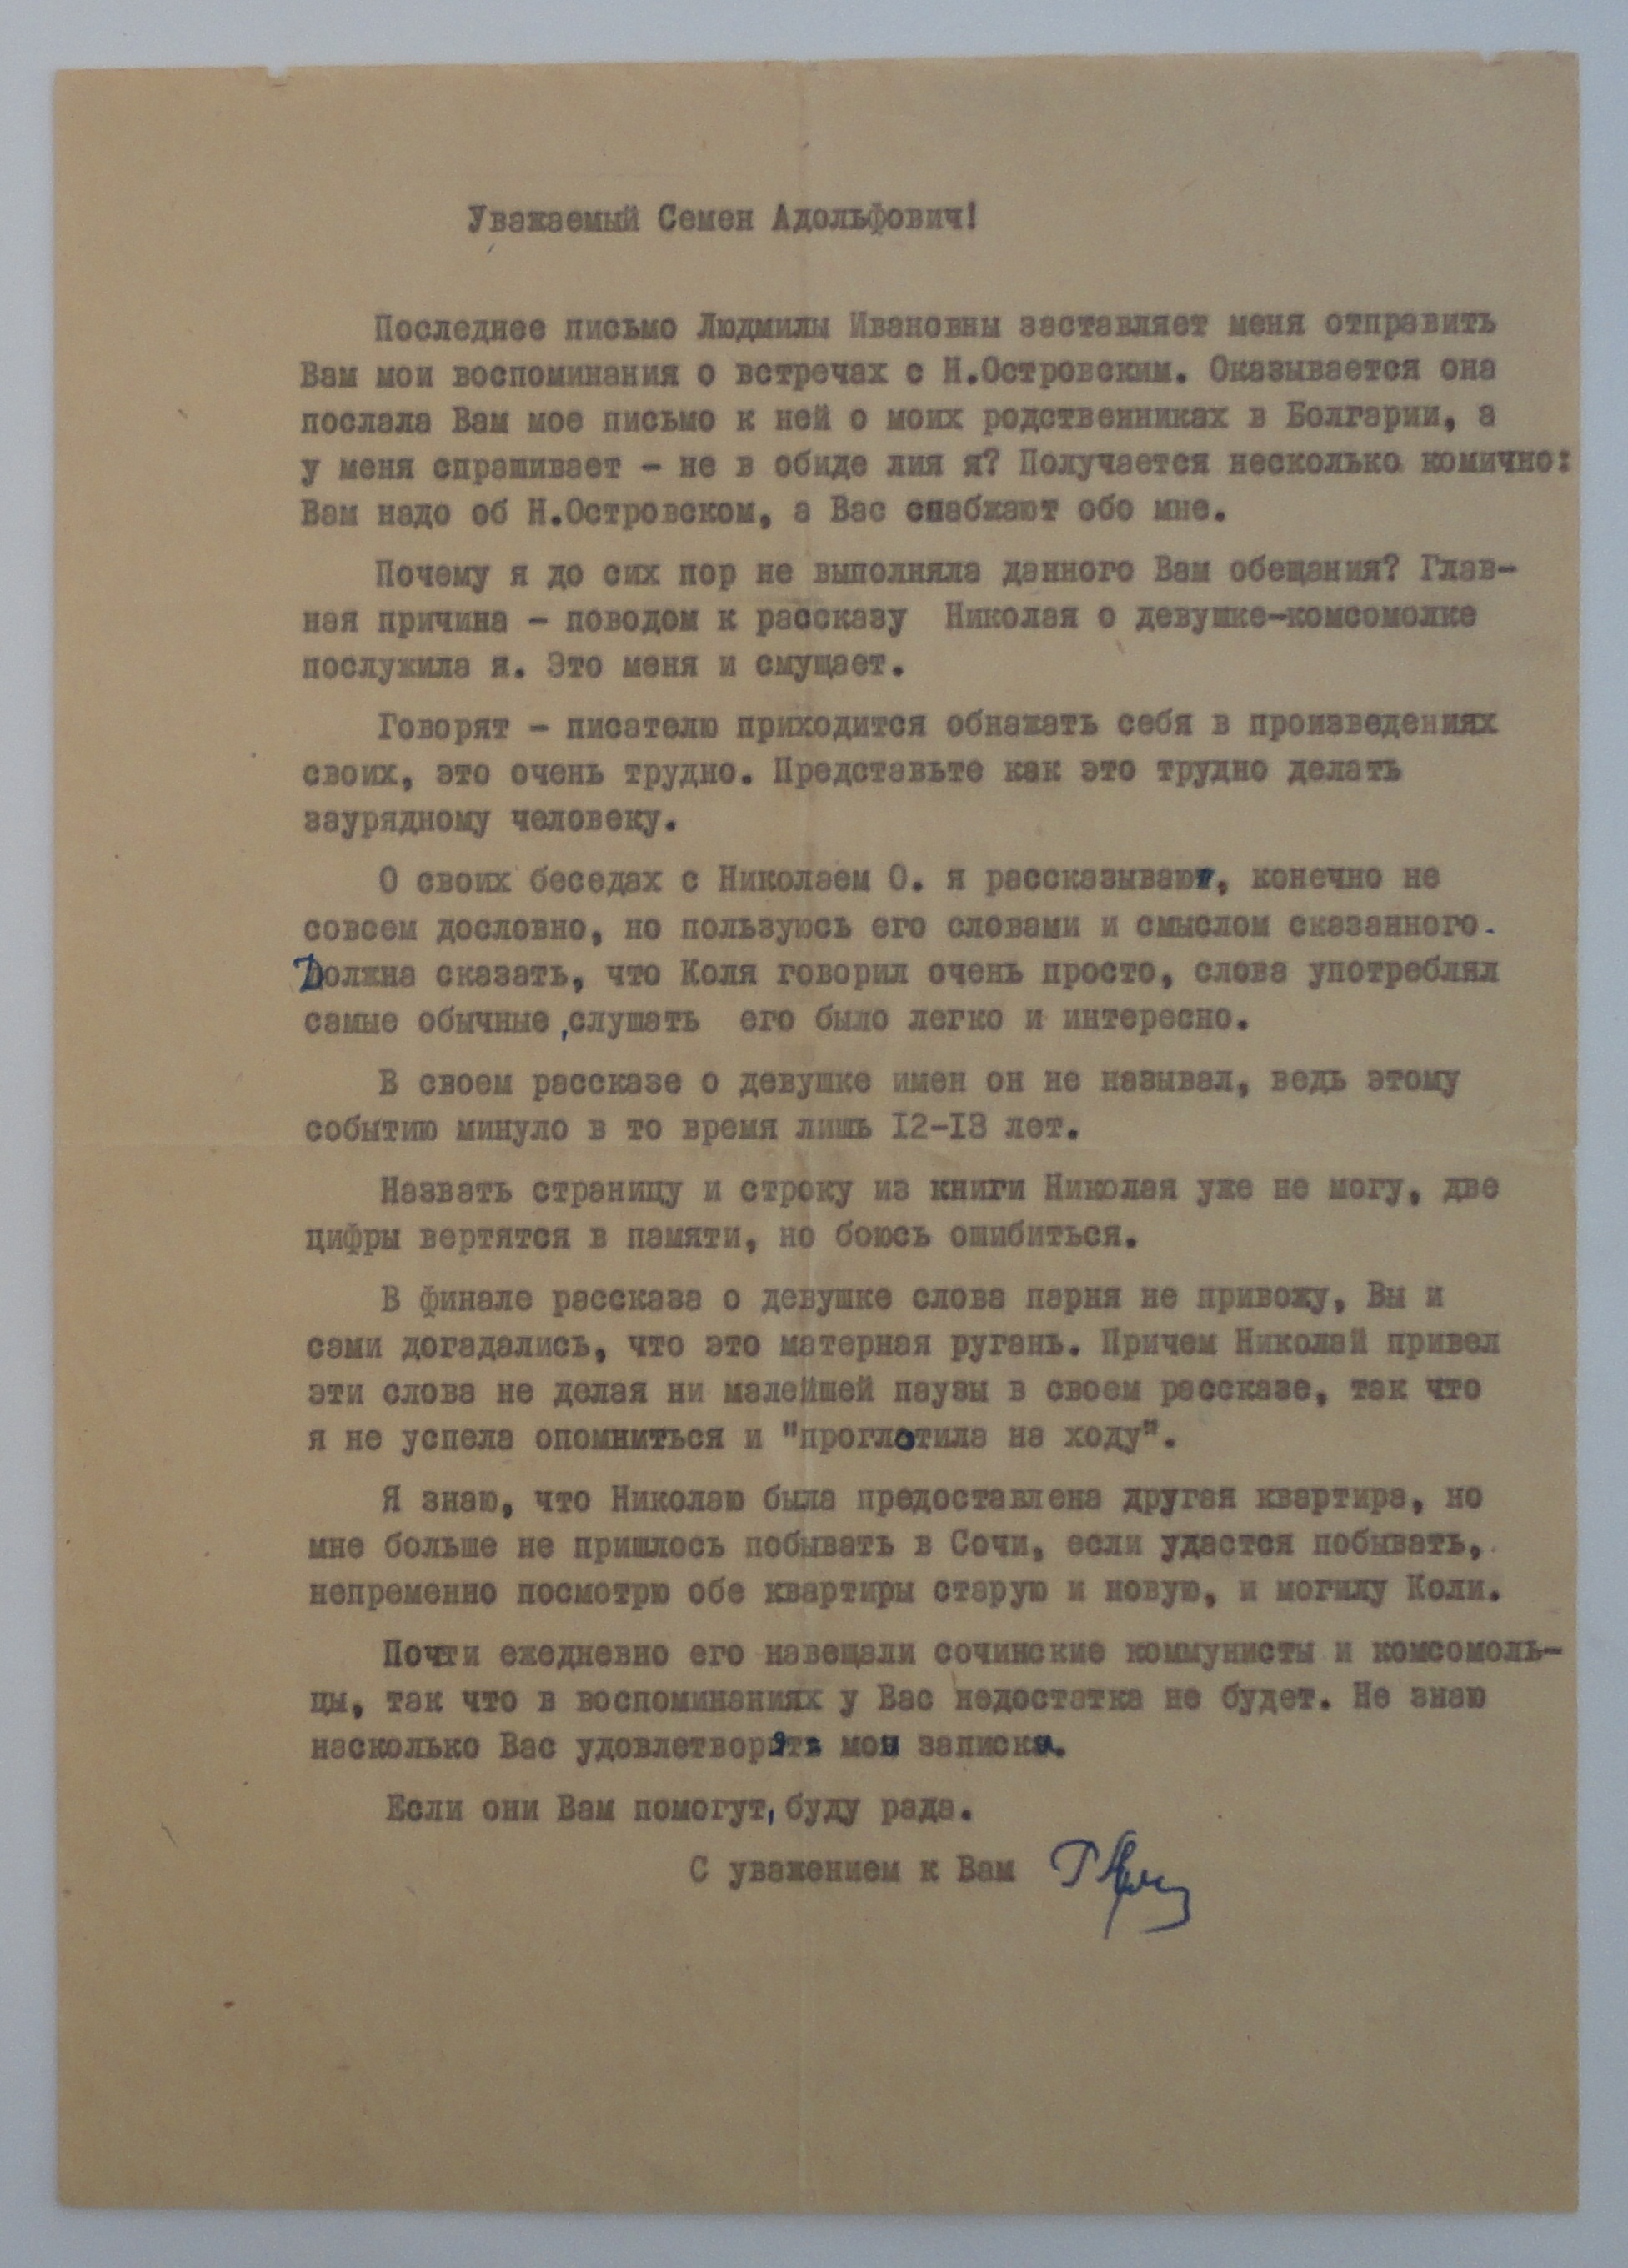 Уважаемый Семен Адольфович!
Последнее письмо Людмилы Ивановны заставляет меня отправить
Вам мои воспоминания о встречах с Н.Островским. Оказывается она
послала Вам мое письмо к ней о моих родственниках в Болгарии, а
у меня спрашивает - не в обиде лия я? Получается несколько комично:
Вам надо об Н.Островском, а Вас снабжают обо мне.
Почему я до сих пор не выполняла данного Вам обещания? Глав-
ная причина - поводом к рассказу Николая о девушке-комсомолке
послужила я. Это меня и смущает.
Говорят - писателю приходится обнажать себя в произведениях
своих, это очень трудно. Представьте как это трудно делать
заурядному человеку.
О своих беседах с Николаем О. я рассказываю, конечно не
совсем дословно, но пользуюсь его словами и смыслом сказанного.
Должна сказать, что Коля говорил очень просто, слова употреблял
самые обычные, слушать его было легко и интересно.
В своем рассказе о девушке имен он не называл, ведь этому
событию минуло в то время лишь 12-13 лет.
Назвать страницу и строку из книги Николая уже не могу, две
цифры вертятся в памяти, но боюсь ошибиться.
В финале рассказа о девушке слова парня не привожу, Вы и
сами догадались, что это матерная ругань. Причем Николай привел
эти слова не делая ни малейшей паузы в своем рассказе, так что
я не успела опомниться и "проглотила на ходу".
Я знаю, что Николаю была предоставлена другая квартира, но
мне больше не пришлось побывать в Сочи, если удастся побывать,
непременно посмотрю обе квартиры старую и новую, и могилу Коли.
Почти ежедневно его навещали сочинские коммунисты и комсомоль-
цы, так что в воспоминаниях у Вас недостатка не будет. Не знаю
насколько Вас удовлетворят мои записки.
Если они Вам помогут, буду рада.
С уважением к Вам